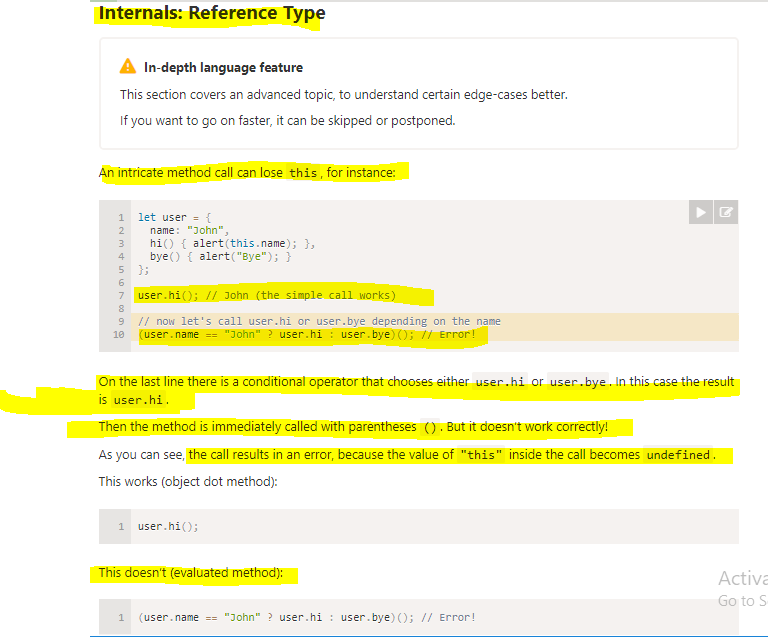 Internals: Reference Type
In-depth language feature
This section covers an advanced topic, to understand certain edge-cases better.
If you want to go on faster, it can be skipped or postponed.
An intricate method call can lose this, for instance:
1 let user = {
2 name: "John",
3 hi() { alert(this.name); },
4 bye() { alert("Bye"); }
5 };
6
7 user.hi(); // John (the simple call works)
8
9 // now let's call user.hi or user.bye depending on the name
10 (user.name == "John" ? user.hi : user.bye)(); // Error!
On the last line there is a conditional operator that chooses either user.hi or user.bye. In this case the result
is user.hi.
Then the method is immediately called with parentheses (). But it doesn't work correctly!
As you can see, the call results in an error, because the value of "this" inside the call becomes undefined.
This works (object dot method):
1 user.hi();
This doesn't (evaluated method):
Activa
Go to S
1 (user.name == "John" ? user.hi : user.bye)(); // Error!